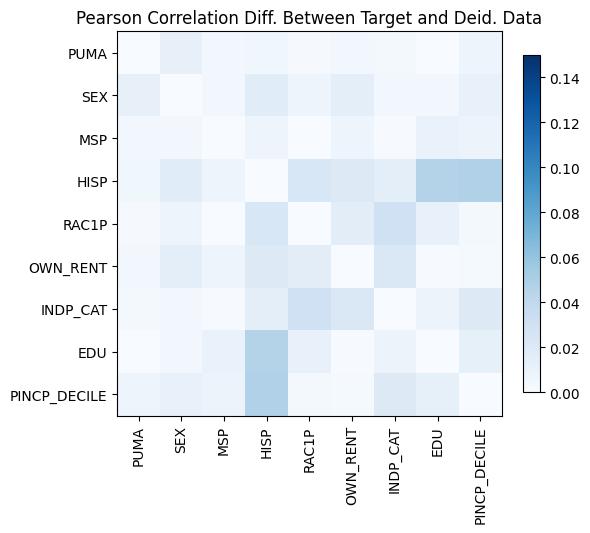 Pearson Correlation Diff. Between Target and Deid. Data
PUMA
SEX
MSP
HISP
RAC1P
OWN_RENT
INDP_CAT
EDU
PINCP_DECILE
PUMA
SEX
MSP
HISP
RAC1P
OWN_RENT
INDP_CAT
EDU
PINCP_DECILE
0.14
0.12
0.10
0.08
0.06
0.04
0.02
0.00